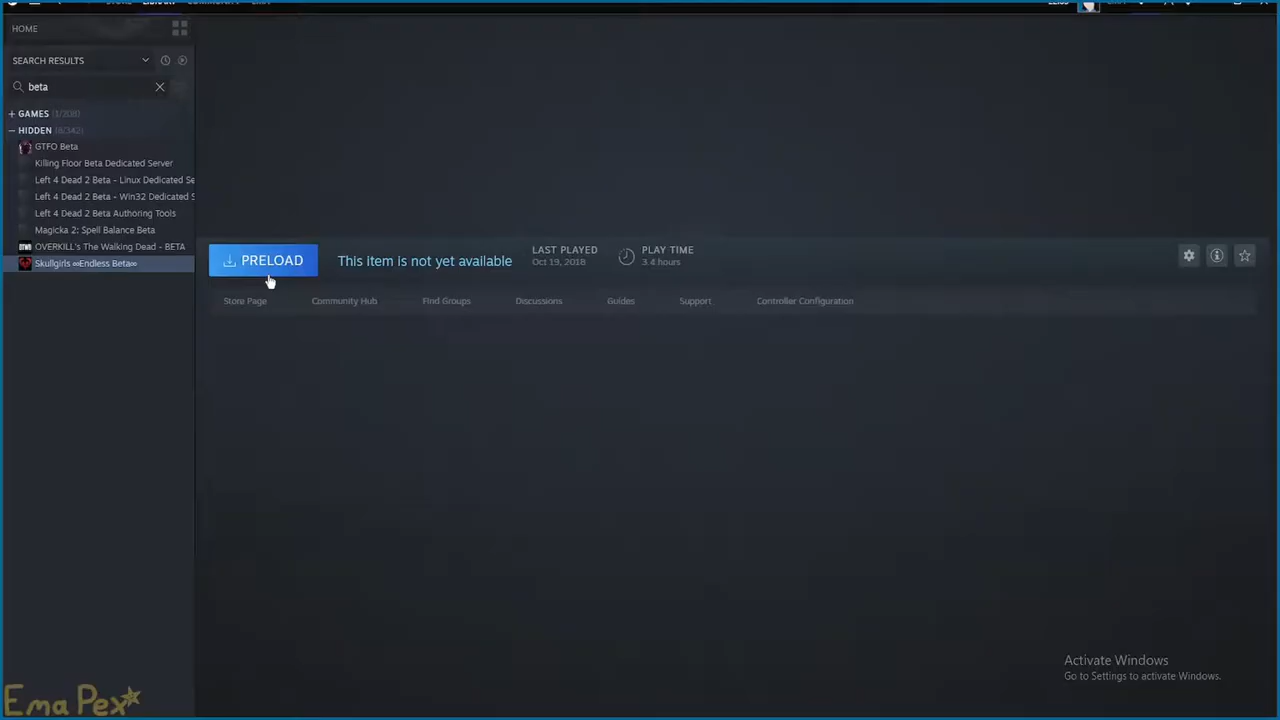 HOME
SEARCH RESULTS
beta
GAMES (1/208)
HIDDEN (8/342)
GTFO Beta
Killing Floor Beta Dedicated Server
Left 4 Dead 2 Beta - Linux Dedicated Se
Left 4 Dead 2 Beta - Win32 Dedicated S
Left 4 Dead 2 Beta Authoring Tools
Magicka 2: Spell Balance Beta
OVERKILL's The Walking Dead - BETA
Skullgirls ∞Endless Beta∞
PRELOAD
This item is not yet available
LAST PLAYED
Oct 19, 2018
PLAY TIME
3.4 hours
Store Page
Community Hub
Find Groups
Discussions
Guides
Support
Controller Configuration
Activate Windows
Go to Settings to activate Windows.
Ema Pex